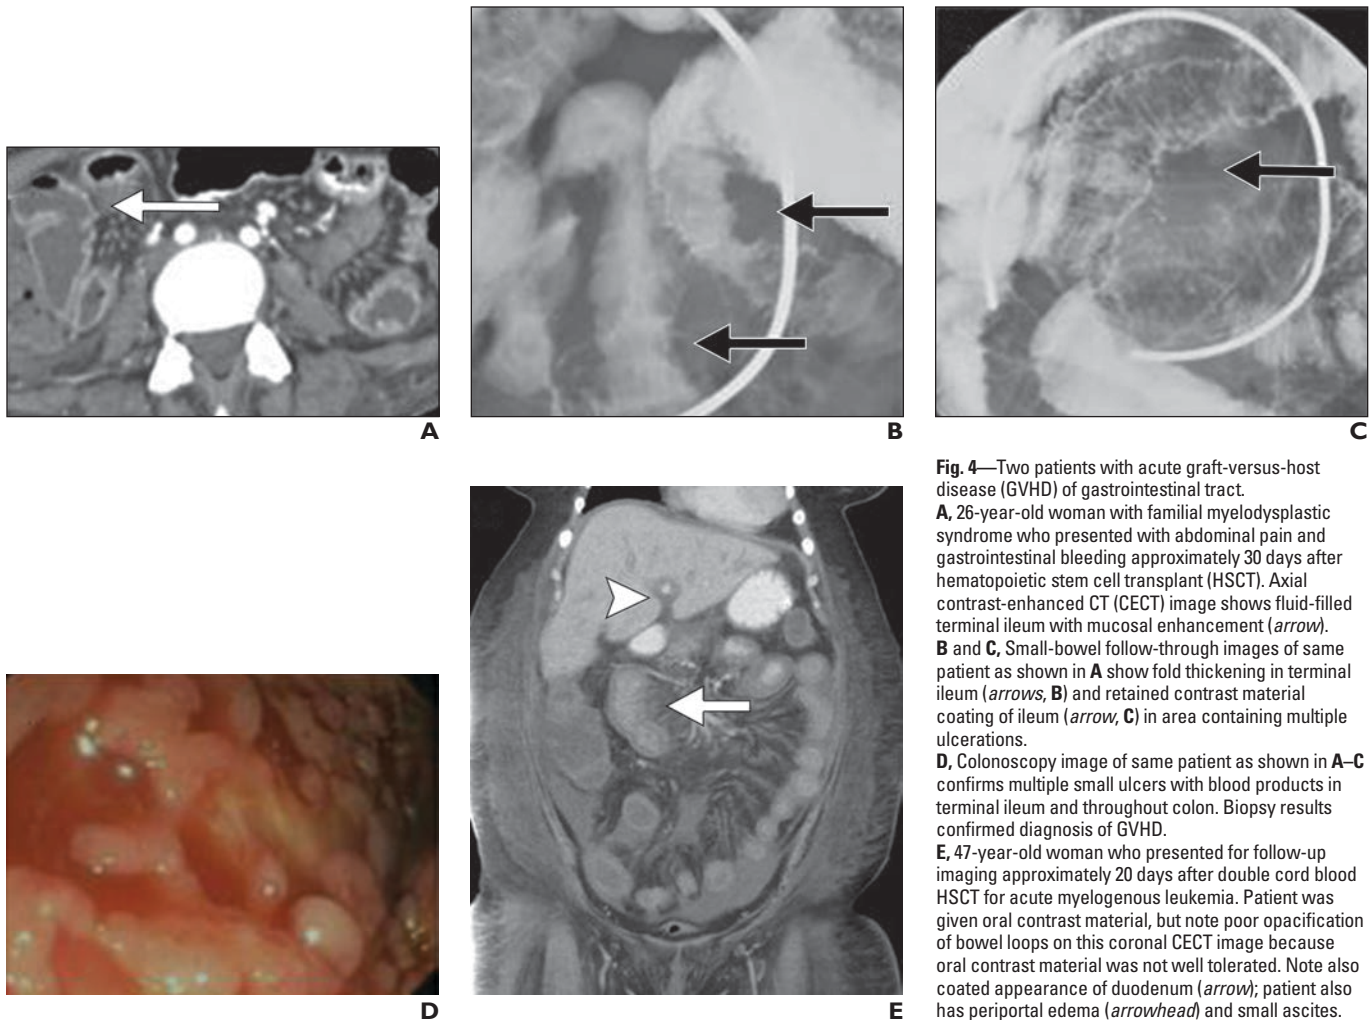 A
B
C
Fig. 4—Two patients with acute graft-versus-host
disease (GVHD) of gastrointestinal tract.
A, 26-year-old woman with familial myelodysplastic
syndrome who presented with abdominal pain and
gastrointestinal bleeding approximately 30 days after
hematopoietic stem cell transplant (HSCT). Axial
contrast-enhanced CT (CECT) image shows fluid-filled
terminal ileum with mucosal enhancement (arrow).
B and C, Small-bowel follow-through images of same
patient as shown in A show fold thickening in terminal
ileum (arrows, B) and retained contrast material
coating of ileum (arrow, C) in area containing multiple
ulcerations.
D, Colonoscopy image of same patient as shown in A–C
confirms multiple small ulcers with blood products in
terminal ileum and throughout colon. Biopsy results
confirmed diagnosis of GVHD.
E, 47-year-old woman who presented for follow-up
imaging approximately 20 days after double cord blood
HSCT for acute myelogenous leukemia. Patient was
given oral contrast material, but note poor opacification
of bowel loops on this coronal CECT image because
oral contrast material was not well tolerated. Note also
coated appearance of duodenum (arrow); patient also
has periportal edema (arrowhead) and small ascites.
D
E